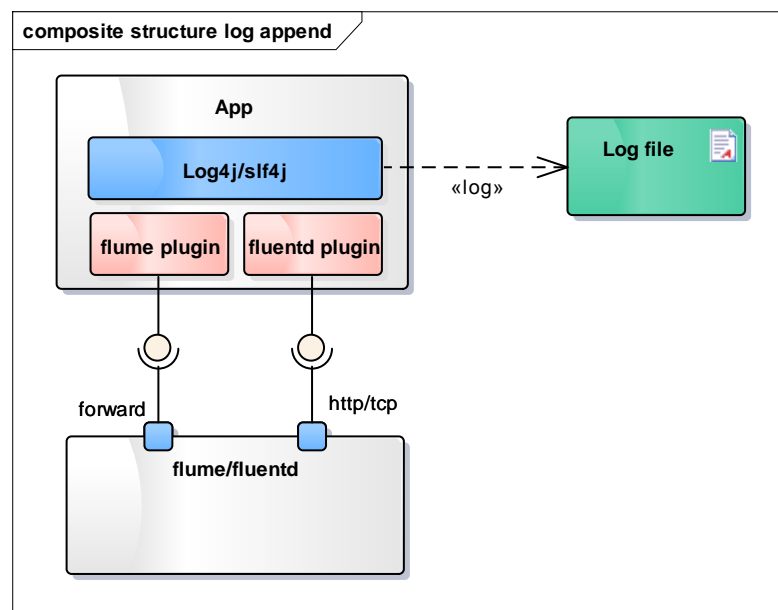 composite structure log append
App
Log4j/slf4j
Log file
«log»
flume plugin
fluentd plugin
forward
http/tcp
flume/fluentd